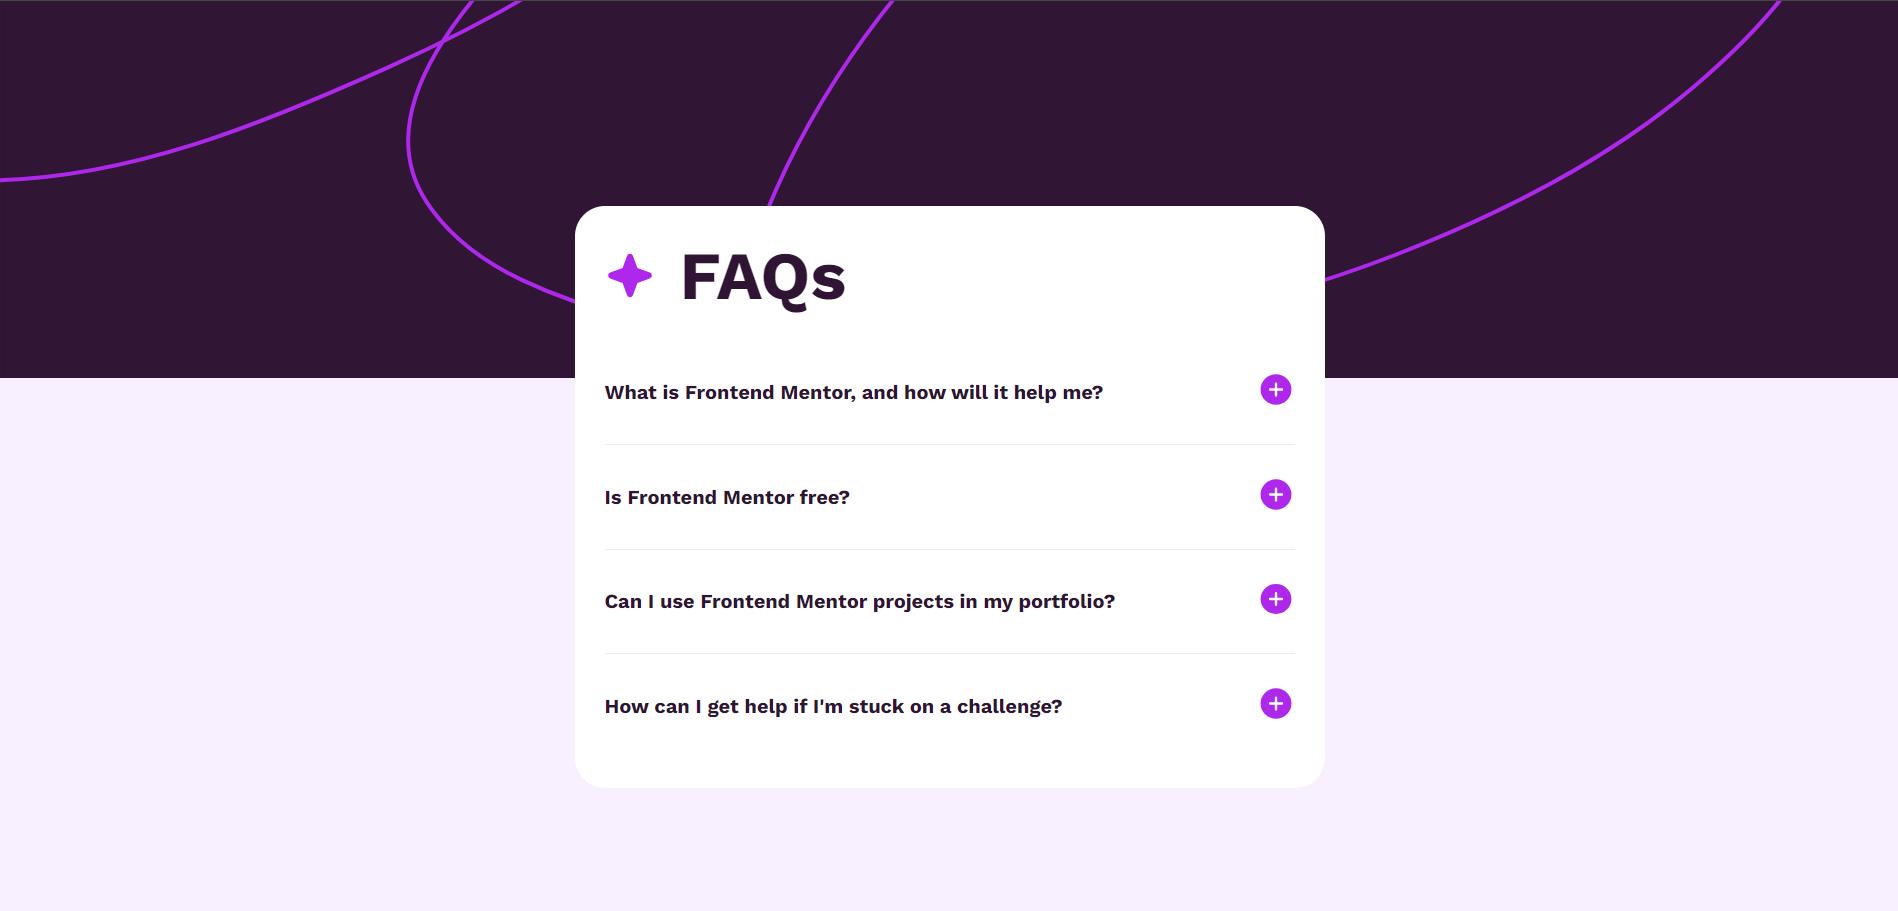 FAQs
What is Frontend Mentor, and how will it help me?
Is Frontend Mentor free?
Can I use Frontend Mentor projects in my portfolio?
How can I get help if I'm stuck on a challenge?